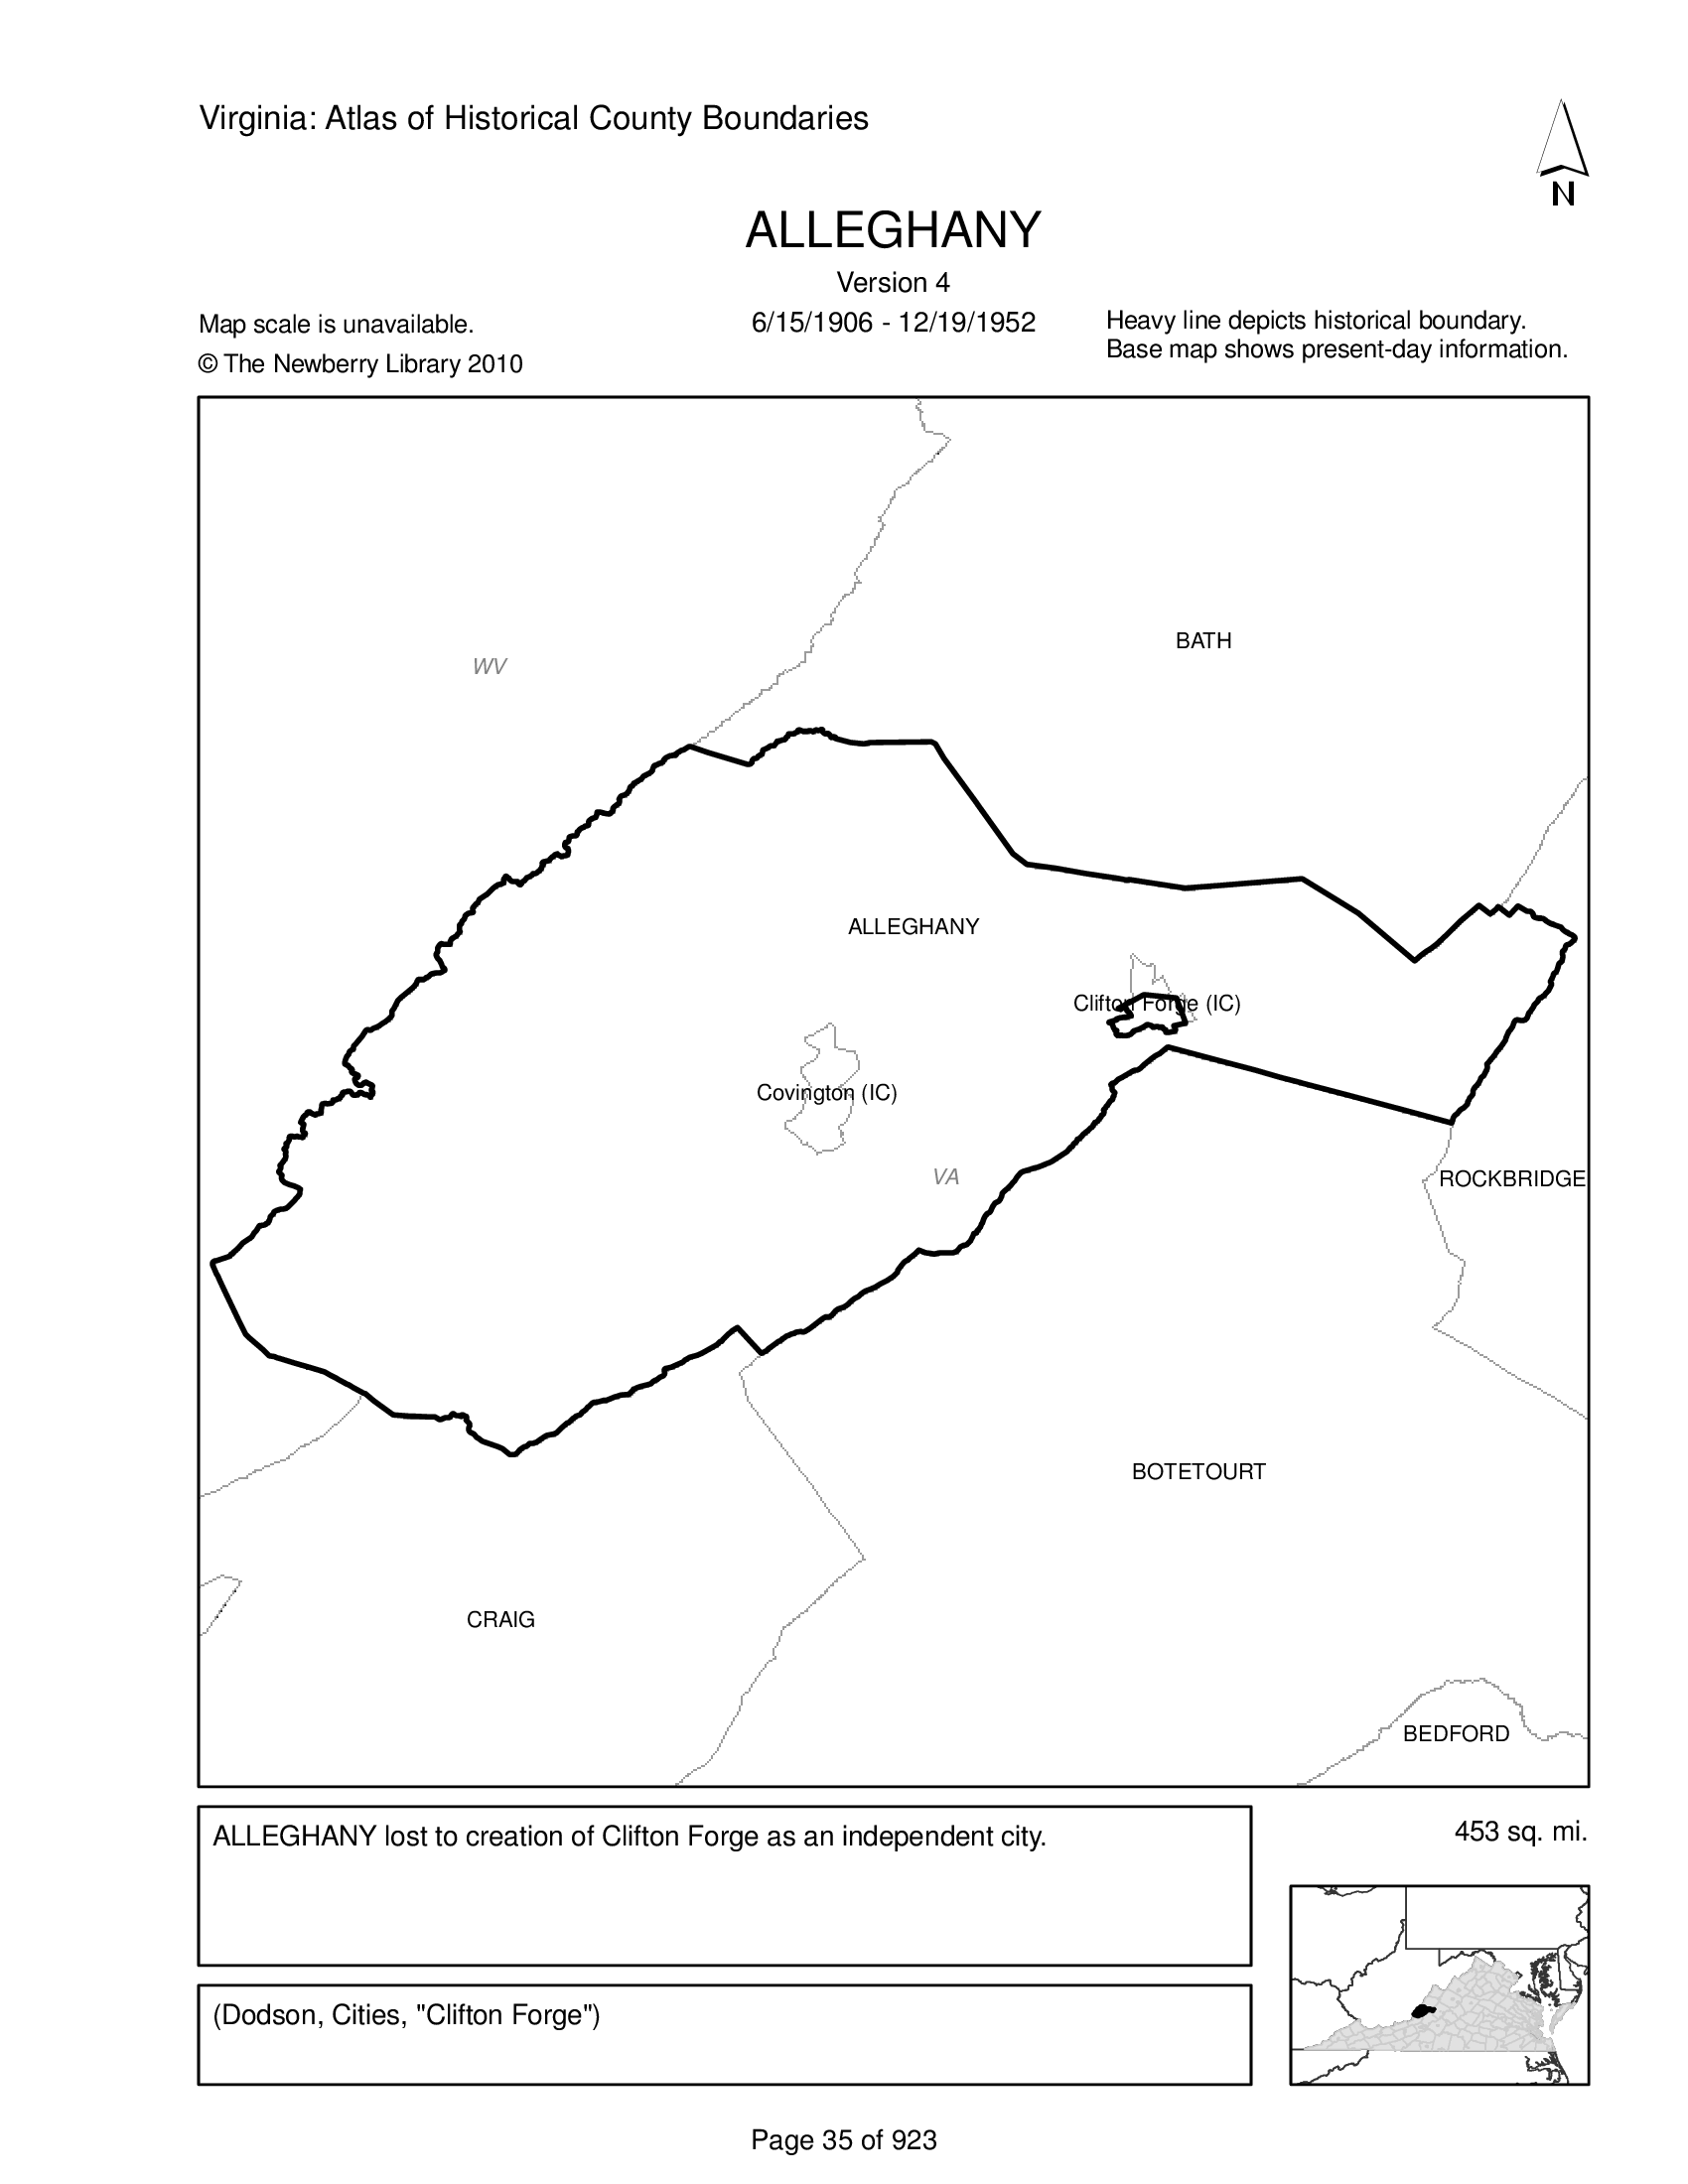 Virginia: Atlas of Historical County Boundaries
N
ALLEGHANY
Version 4
6/15/1906 - 12/19/1952
Map scale is unavailable.
© The Newberry Library 2010
Heavy line depicts historical boundary.
Base map shows present-day information.
BATH
WV
ALLEGHANY
Clifton Forge (IC)
Covington (IC)
VA
ROCKBRIDGE
BOTETOURT
CRAIG
BEDFORD
ALLEGHANY lost to creation of Clifton Forge as an independent city.
453 sq. mi.
(Dodson, Cities, "Clifton Forge")
Page 35 of 923